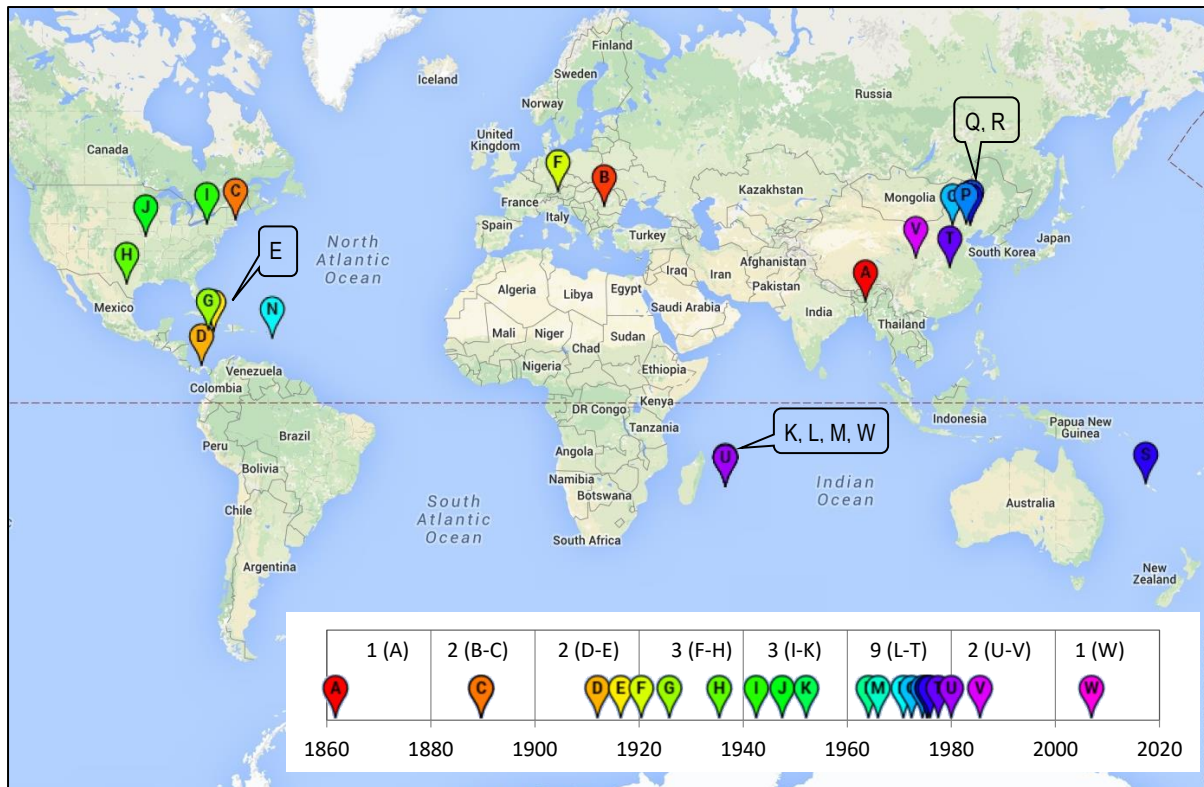 Finland
Iceland
Sweden
Russia
Norway
Q, R
United
Kingdom
Canada
F
B
I
C
J
France
Kazakhstan
Mongolia
P
Italy
Spain
Turkey
V
T
South Korea
Japan
E
North
Atlantic
Ocean
H
Afghanistan
Iraq
Iran
Pakistan
A
G
N
Mexico
Algeria
Libya
Egypt
Saudi Arabia
India
D
Mali
Niger
Chad
Sudan
Thailand
Venezuela
Colombia
Nigeria
Ethiopia
Kenya
DR Congo
Tanzania
Indonesia
Papua New
Guinea
Brazil
Peru
K, L, M, W
U
S
Bolivia
Angola
Namibia
Botswana
Indian
Ocean
Australia
South
Atlantic
Ocean
Chile
South Africa
Argentina
New
Zealand
1 (A)
2 (B-C)
2 (D-E)
3 (F-H)
3 (I-K)
9 (L-T)
2 (U-V)
1 (W)
A
C
D
E
F
G
H
I
J
K
M
U
V
W
1860
1880
1900
1920
1940
1960
1980
2000
2020